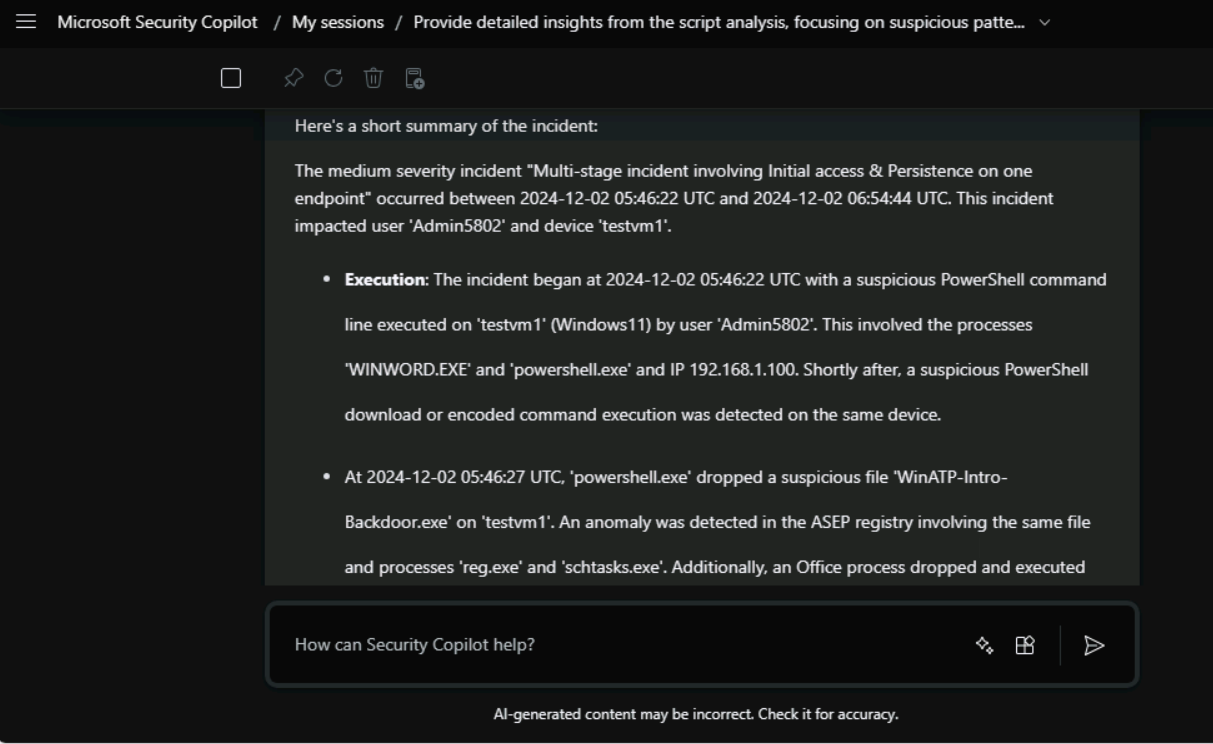 Microsoft Security Copilot / My sessions / Provide detailed insights from the script analysis, focusing on suspicious patte...
Here's a short summary of the incident:
The medium severity incident "Multi-stage incident involving Initial access & Persistence on one
endpoint" occurred between 2024-12-02 05:46:22 UTC and 2024-12-02 06:54:44 UTC. This incident
impacted user 'Admin5802' and device 'testvm1'.
• Execution: The incident began at 2024-12-02 05:46:22 UTC with a suspicious PowerShell command
line executed on 'testvm1' (Windows11) by user 'Admin5802'. This involved the processes
'WINWORD.EXE' and 'powershell.exe' and IP 192.168.1.100. Shortly after, a suspicious PowerShell
download or encoded command execution was detected on the same device.
• At 2024-12-02 05:46:27 UTC, 'powershell.exe' dropped a suspicious file 'WinATP-Intro-
Backdoor.exe' on 'testvm1'. An anomaly was detected in the ASEP registry involving the same file
and processes 'reg.exe' and 'schtasks.exe'. Additionally, an Office process dropped and executed
How can Security Copilot help?
AI-generated content may be incorrect. Check it for accuracy.